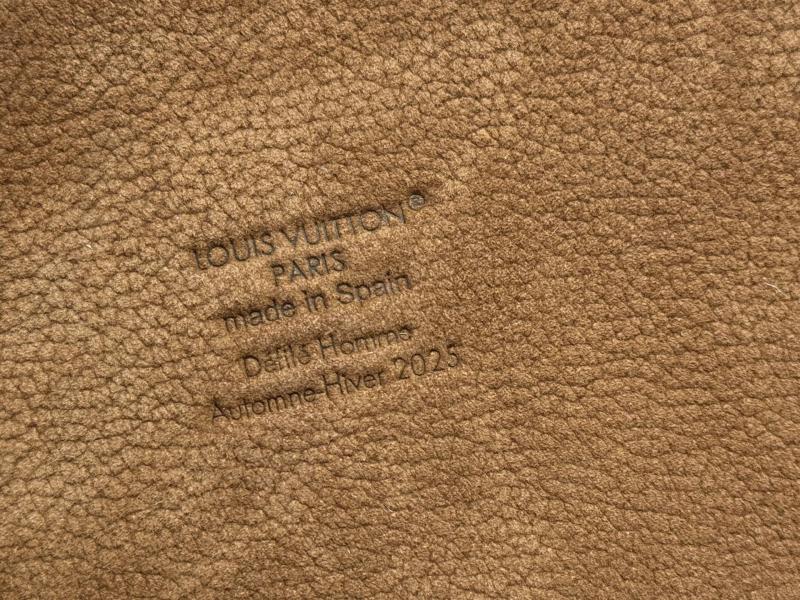 LOUIS VUITTON®
PARIS
made in Spain
Défilé Homme
Automne-Hiver 2025